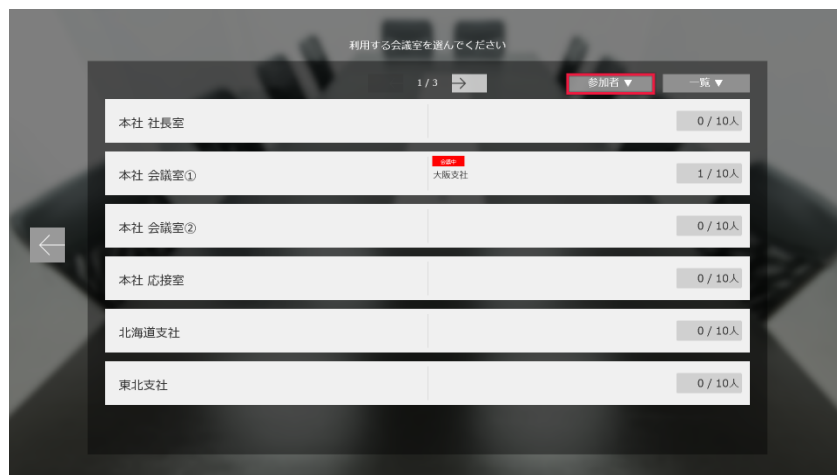 利用する会議室を選んでください
1 / 3 → 参加者 ▼ 一覧 ▼
本社 社長室 0 / 10人
本社 会議室① 会議中 大阪支社 1 / 10人
本社 会議室② 0 / 10人
本社 応接室 0 / 10人
北海道支社 0 / 10人
東北支社 0 / 10人